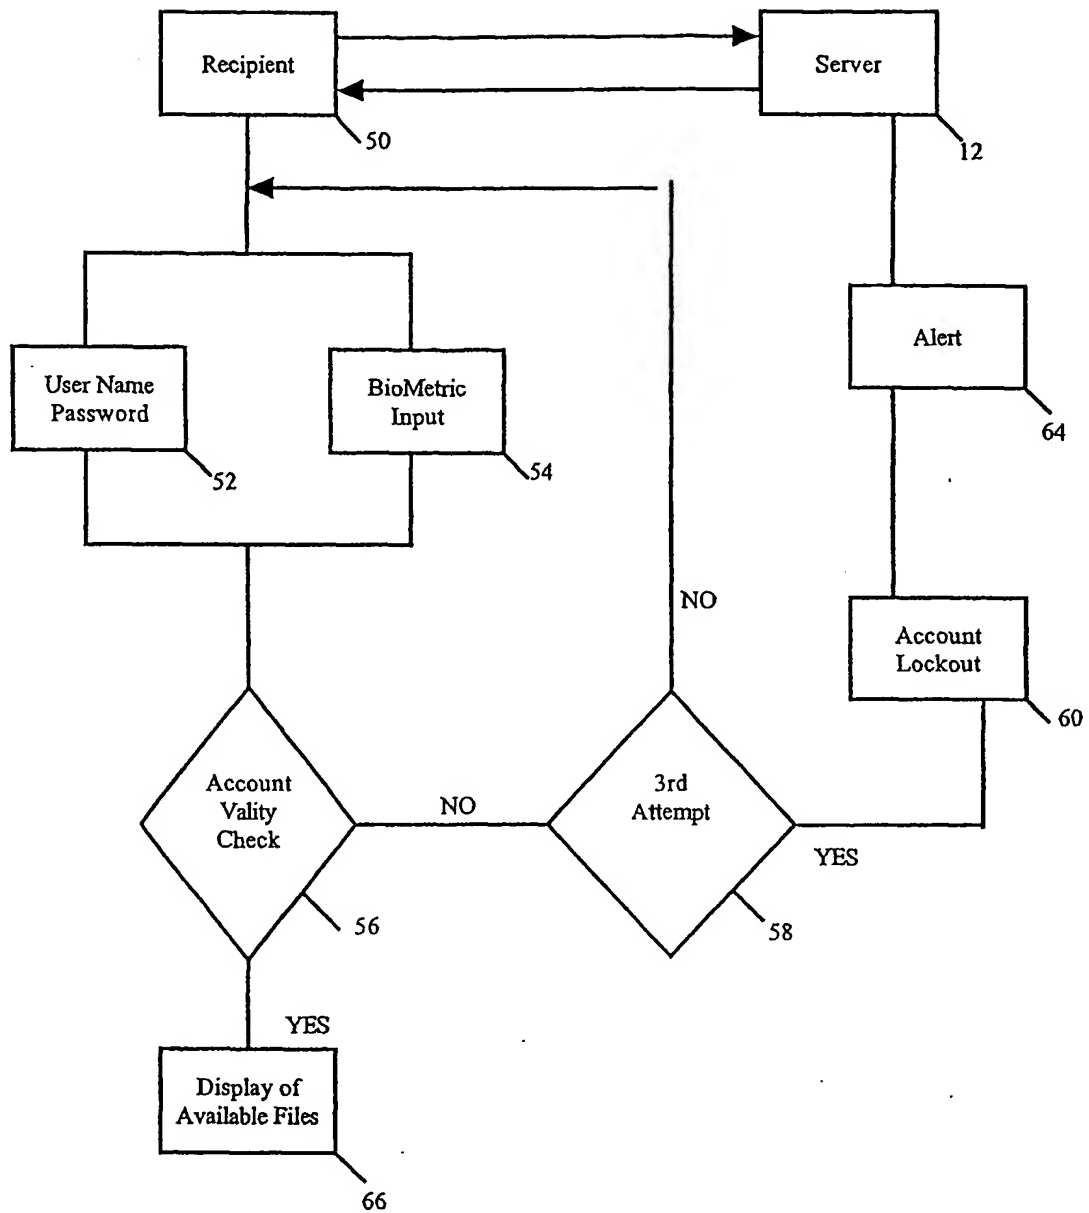 Recipient
50
Server
12
User Name
Password
52
BioMetric
Input
54
Alert
64
NO
Account
Lockout
60
Account
Vality
Check
56
NO
3rd
Attempt
58
YES
YES
Display of
Available Files
66